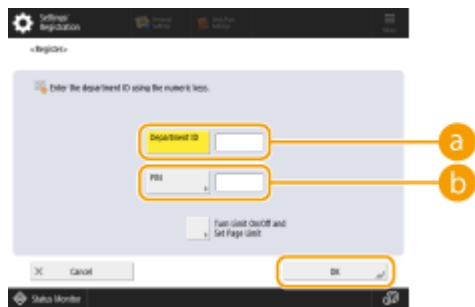 Settings/
Registration
Menu
<Register>
Enter the department ID using the numeric keys.
Department ID
a
PIN
b
Turn Limit On/Off and
Set Page Limit
Cancel
OK
Status Monitor